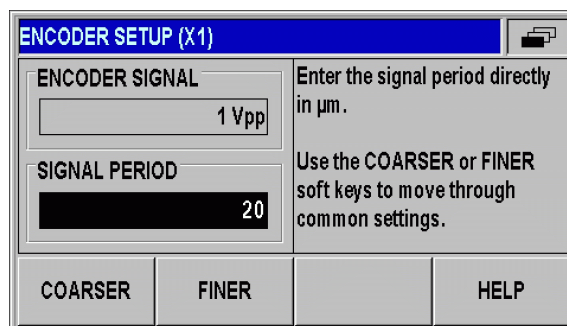 ENCODER SETUP (X1)
ENCODER SIGNAL
1 Vpp
SIGNAL PERIOD
20
Enter the signal period directly
in µm.
Use the COARSER or FINER
soft keys to move through
common settings.
COARSER
FINER
HELP